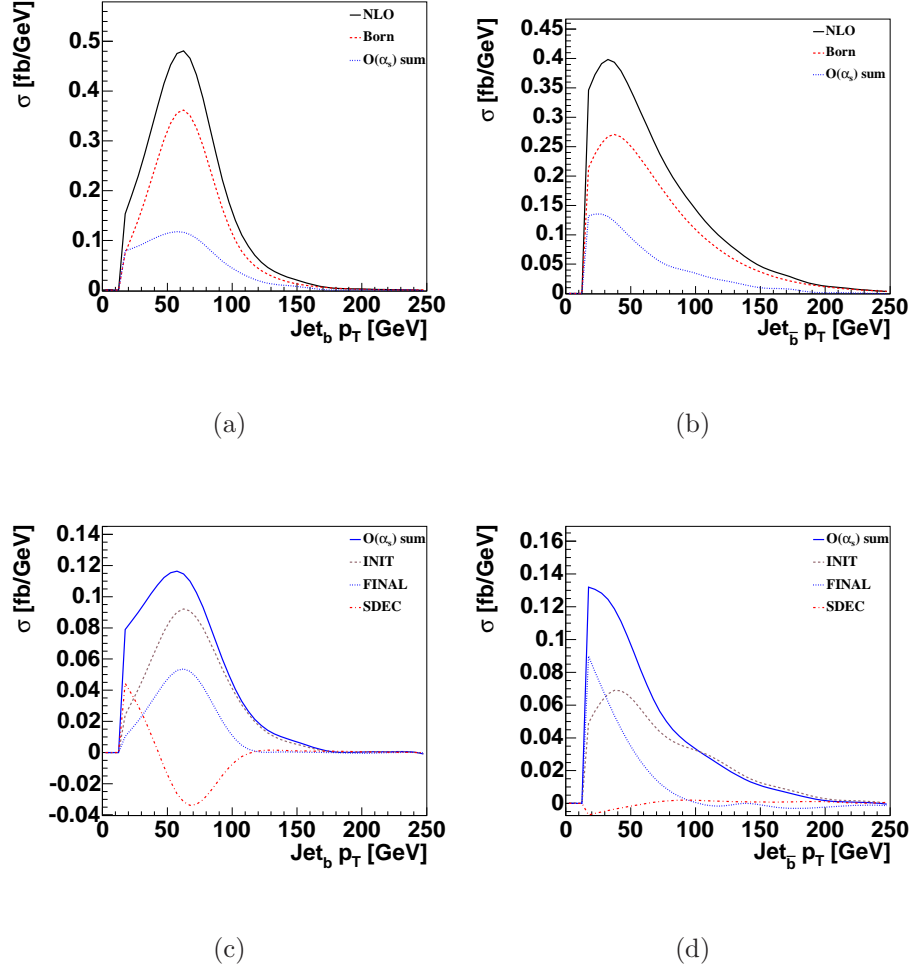 σ [fb/GeV]
0.5
0.4
0.3
0.2
0.1
0
NLO
Born
O(αs) sum
0 50 100 150 200 250
Jetb pT [GeV]
(a)
σ [fb/GeV]
0.45
0.4
0.35
0.3
0.25
0.2
0.15
0.1
0.05
0
NLO
Born
O(αs) sum
0 50 100 150 200 250
Jetb̅ pT [GeV]
(b)
σ [fb/GeV]
0.14
0.12
0.1
0.08
0.06
0.04
0.02
0
-0.02
-0.04
O(αs) sum
INIT
FINAL
SDEC
0 50 100 150 200 250
Jetb pT [GeV]
(c)
σ [fb/GeV]
0.16
0.14
0.12
0.1
0.08
0.06
0.04
0.02
0
O(αs) sum
INIT
FINAL
SDEC
0 50 100 150 200 250
Jetb̅ pT [GeV]
(d)